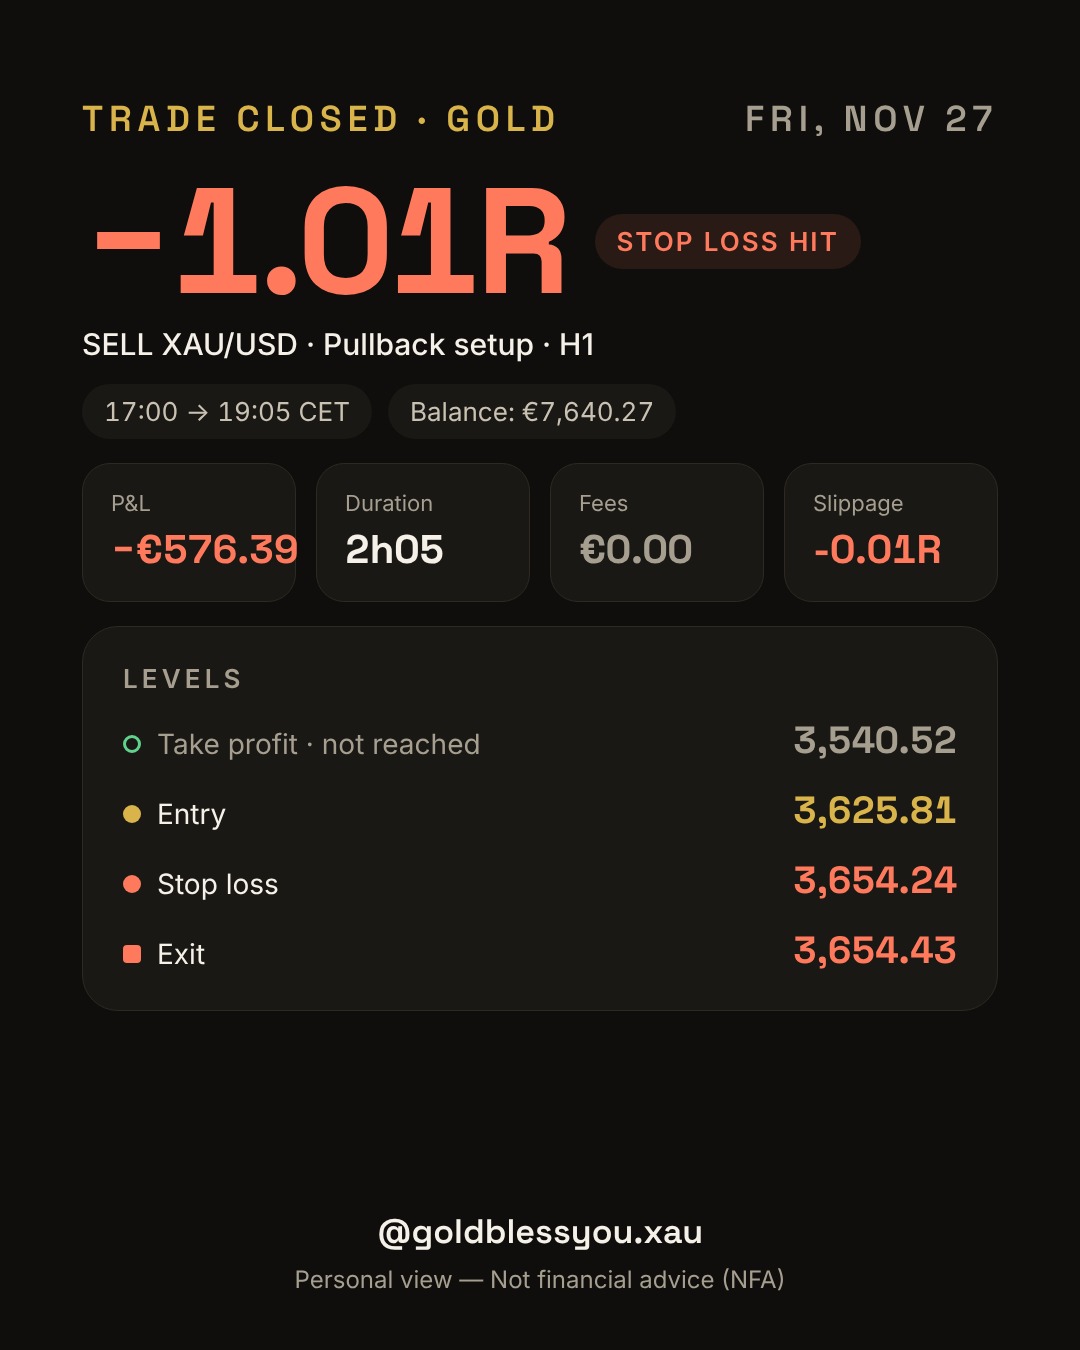 TRADE CLOSED · GOLD
FRI, NOV 27
−1.01R
STOP LOSS HIT
SELL XAU/USD · Pullback setup · H1
17:00 → 19:05 CET
Balance: €7,640.27
P&L
−€576.39
Duration
2h05
Fees
€0.00
Slippage
-0.01R
LEVELS
Take profit · not reached 3,540.52
Entry 3,625.81
Stop loss 3,654.24
Exit 3,654.43
@goldblessyou.xau
Personal view — Not financial advice (NFA)